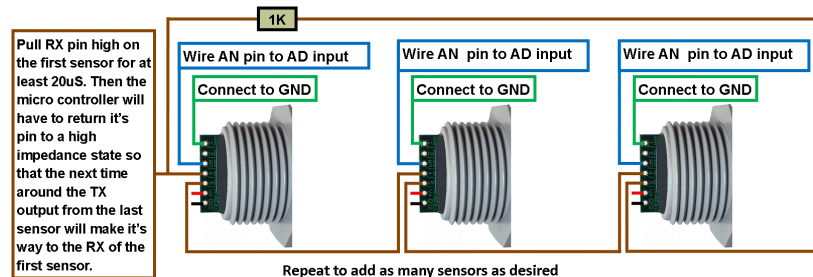 1K
Pull RX pin high on
the first sensor for at
least 20uS. Then the
micro controller will
have to return it's
pin to a high
impedance state so
that the next time
around the TX
output from the last
sensor will make it's
way to the RX of the
first sensor.
Wire AN pin to AD input
Connect to GND
Wire AN pin to AD input
Connect to GND
Wire AN pin to AD input
Connect to GND
Repeat to add as many sensors as desired